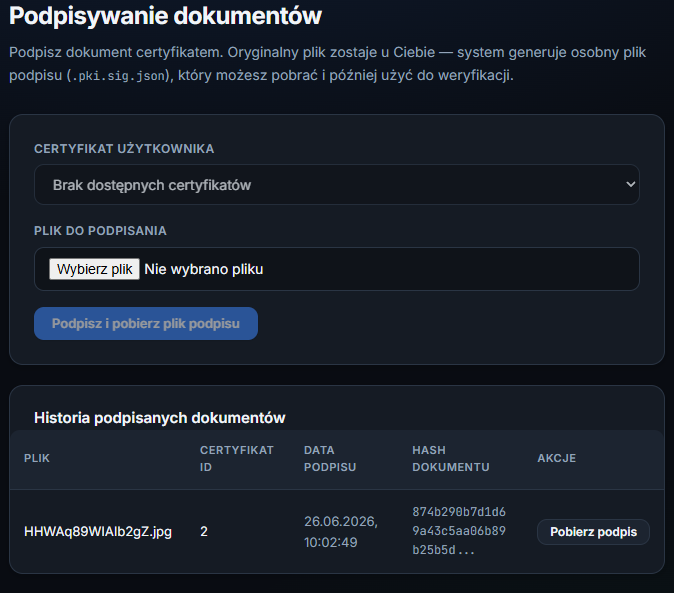 Podpisywanie dokumentów
Podpisz dokument certyfikatem. Oryginalny plik zostaje u Ciebie — system generuje osobny plik
podpisu (.pki.sig.json), który możesz pobrać i później użyć do weryfikacji.
CERTYFIKAT UŻYTKOWNIKA
Brak dostępnych certyfikatów
PLIK DO PODPISANIA
Wybierz plik Nie wybrano pliku
Podpisz i pobierz plik podpisu
Historia podpisanych dokumentów
PLIK
CERTYFIKAT
ID
DATA
PODPISU
HASH
DOKUMENTU
AKCJE
HHWAq89WIAIb2gZ.jpg
2
26.06.2026,
10:02:49
874b290b7d1d6
9a43c5aa06b89
b25b5d...
Pobierz podpis